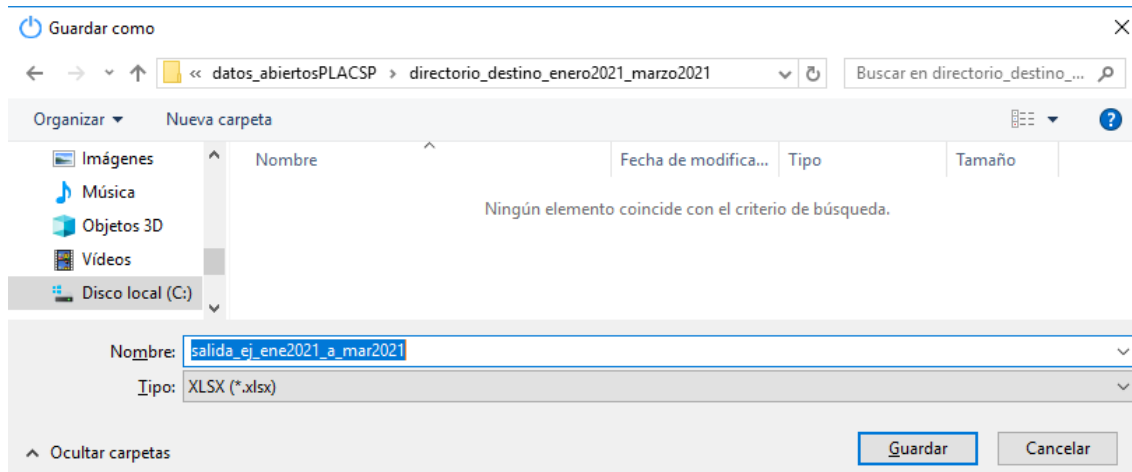 Guardar como
« datos_abiertosPLACSP > directorio_destino_enero2021_marzo2021
Buscar en directorio_destino_...
Organizar
Nueva carpeta
Imágenes
Música
Objetos 3D
Vídeos
Disco local (C:)
Nombre
Fecha de modifica...
Tipo
Tamaño
Ningún elemento coincide con el criterio de búsqueda.
Nombre: salida_ej_ene2021_a_mar2021
Tipo: XLSX (*.xlsx)
Ocultar carpetas
Guardar
Cancelar